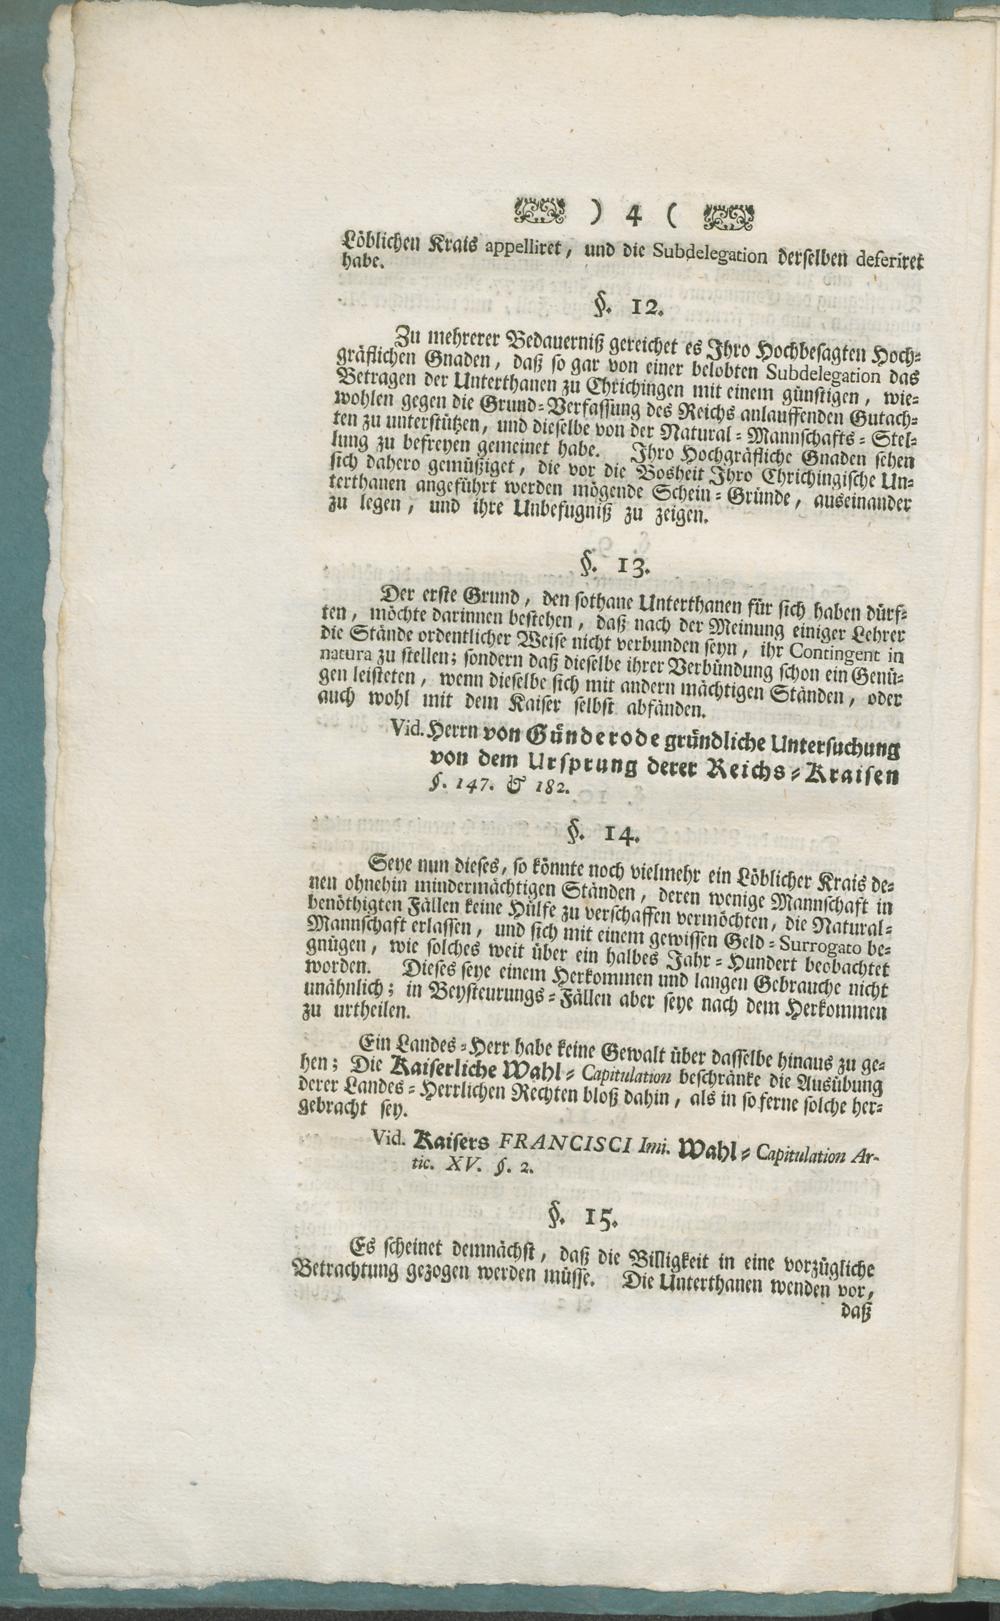 ) 4 (
Löblichen Krais appelliret, und die Subdelegation derselben deferiret
habe.
§. 12.
Zu mehrerer Bedauerniß gereichet es Ihro Hochbesagten Hoch-
gräflichen Gnaden, daß so gar von einer belobten Subdelegation das
Betragen der Unterthanen zu Chrichingen mit einem günstigen, wie-
wohlen gegen die Grund-Verfassung des Reichs anlauffenden Gutach-
ten zu unterstützen, und dieselbe von der Natural-Mannschafts-Stel-
lung zu befreyen gemeinet habe. Ihro Hochgräfliche Gnaden sehen
sich dahero gemüßiget, die vor die Bosheit Ihro Chrichingische Un-
terthanen angeführt werden mögende Schein-Gründe, auseinander
zu legen, und ihre Unbefugniß zu zeigen.
§. 13.
Der erste Grund, den sothane Unterthanen für sich haben dürf-
ten, möchte darinnen bestehen, daß nach der Meinung einiger Lehrer
die Stände ordentlicher Weise nicht verbunden seyn, ihr Contingent in
natura zu stellen; sondern daß dieselbe ihrer Verbündung schon ein Genü-
gen leisteten, wenn dieselbe sich mit andern mächtigen Ständen, oder
auch wohl mit dem Kaiser selbst abfänden.
Vid. Herrn von Günderode gründliche Untersuchung
von dem Ursprung derer Reichs-Kraisen
§. 147. & 182.
§. 14.
Seye nun dieses, so könnte noch vielmehr ein Löblicher Krais de-
nen ohnehin mindermächtigen Ständen, deren wenige Mannschaft in
benöthigten Fällen keine Hülfe zu verschaffen vermöchten, die Natural-
Mannschaft erlassen, und sich mit einem gewissen Geld-Surrogato be-
gnügen, wie solches weit über ein halbes Jahr-Hundert beobachtet
worden. Dieses seye einem Herkommen und langen Gebrauche nicht
unähnlich; in Beysteurungs-Fällen aber seye nach dem Herkommen
zu urtheilen.
Ein Landes-Herr habe keine Gewalt über dasselbe hinaus zu ge-
hen; Die Kaiserliche Wahl-Capitulation beschränke die Ausübung
derer Landes-Herrlichen Rechten bloß dahin, als in soferne solche her-
gebracht sey.
Vid. Kaisers FRANCISCI Imi. Wahl-Capitulation Ar-
tic. XV. §. 2.
§. 15.
Es scheinet demnächst, daß die Billigkeit in eine vorzügliche
Betrachtung gezogen werden müsse. Die Unterthanen wenden vor,
daß